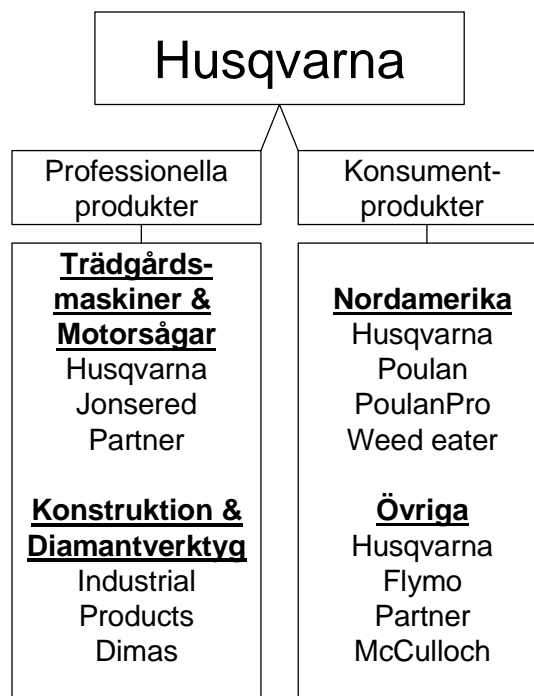 Husqvarna
Professionella
produkter
Trädgårds-
maskiner &
Motorsågar
Husqvarna
Jonsered
Partner
Konstruktion &
Diamantverktyg
Industrial
Products
Dimas
Konsument-
produkter
Nordamerika
Husqvarna
Poulan
PoulanPro
Weed eater
Övriga
Husqvarna
Flymo
Partner
McCulloch